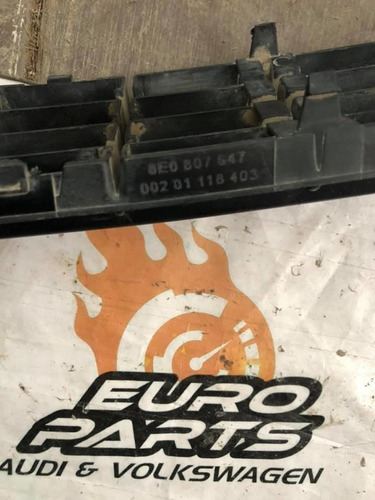 8E0 807 647
002 01 118 403
EURO
PARTS
AUDI & VOLKSWAGEN